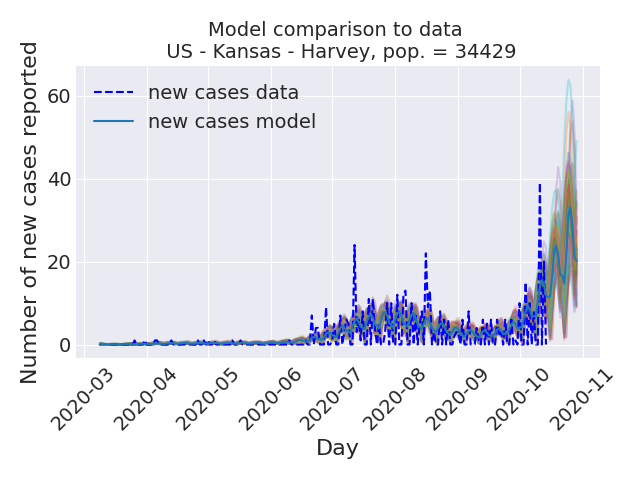 Model comparison to data
US - Kansas - Harvey, pop. = 34429
Number of new cases reported
60
40
20
0
new cases data
new cases model
2020-03
2020-04
2020-05
2020-06
2020-07
2020-08
2020-09
2020-10
2020-11
Day